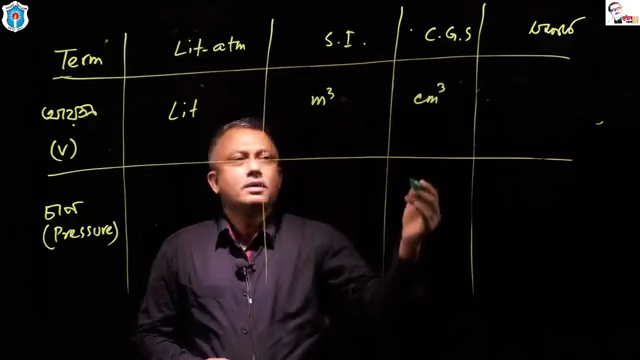 Term Lit-atm S.I. C.G.S
আয়তন Lit m³ cm³
(V)
চাপ
(Pressure)